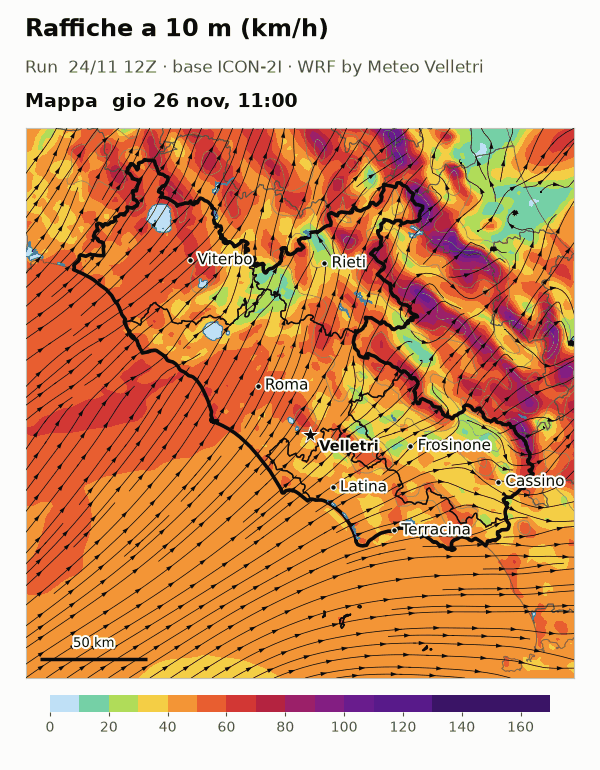 Raffiche a 10 m (km/h)
Run  24/11 12Z · base ICON-2I · WRF by Meteo Velletri
Mappa  gio 26 nov, 11:00
Viterbo
Rieti
Roma
Velletri
Frosinone
Cassino
Latina
Terracina
50 km
0 20 40 60 80 100 120 140 160